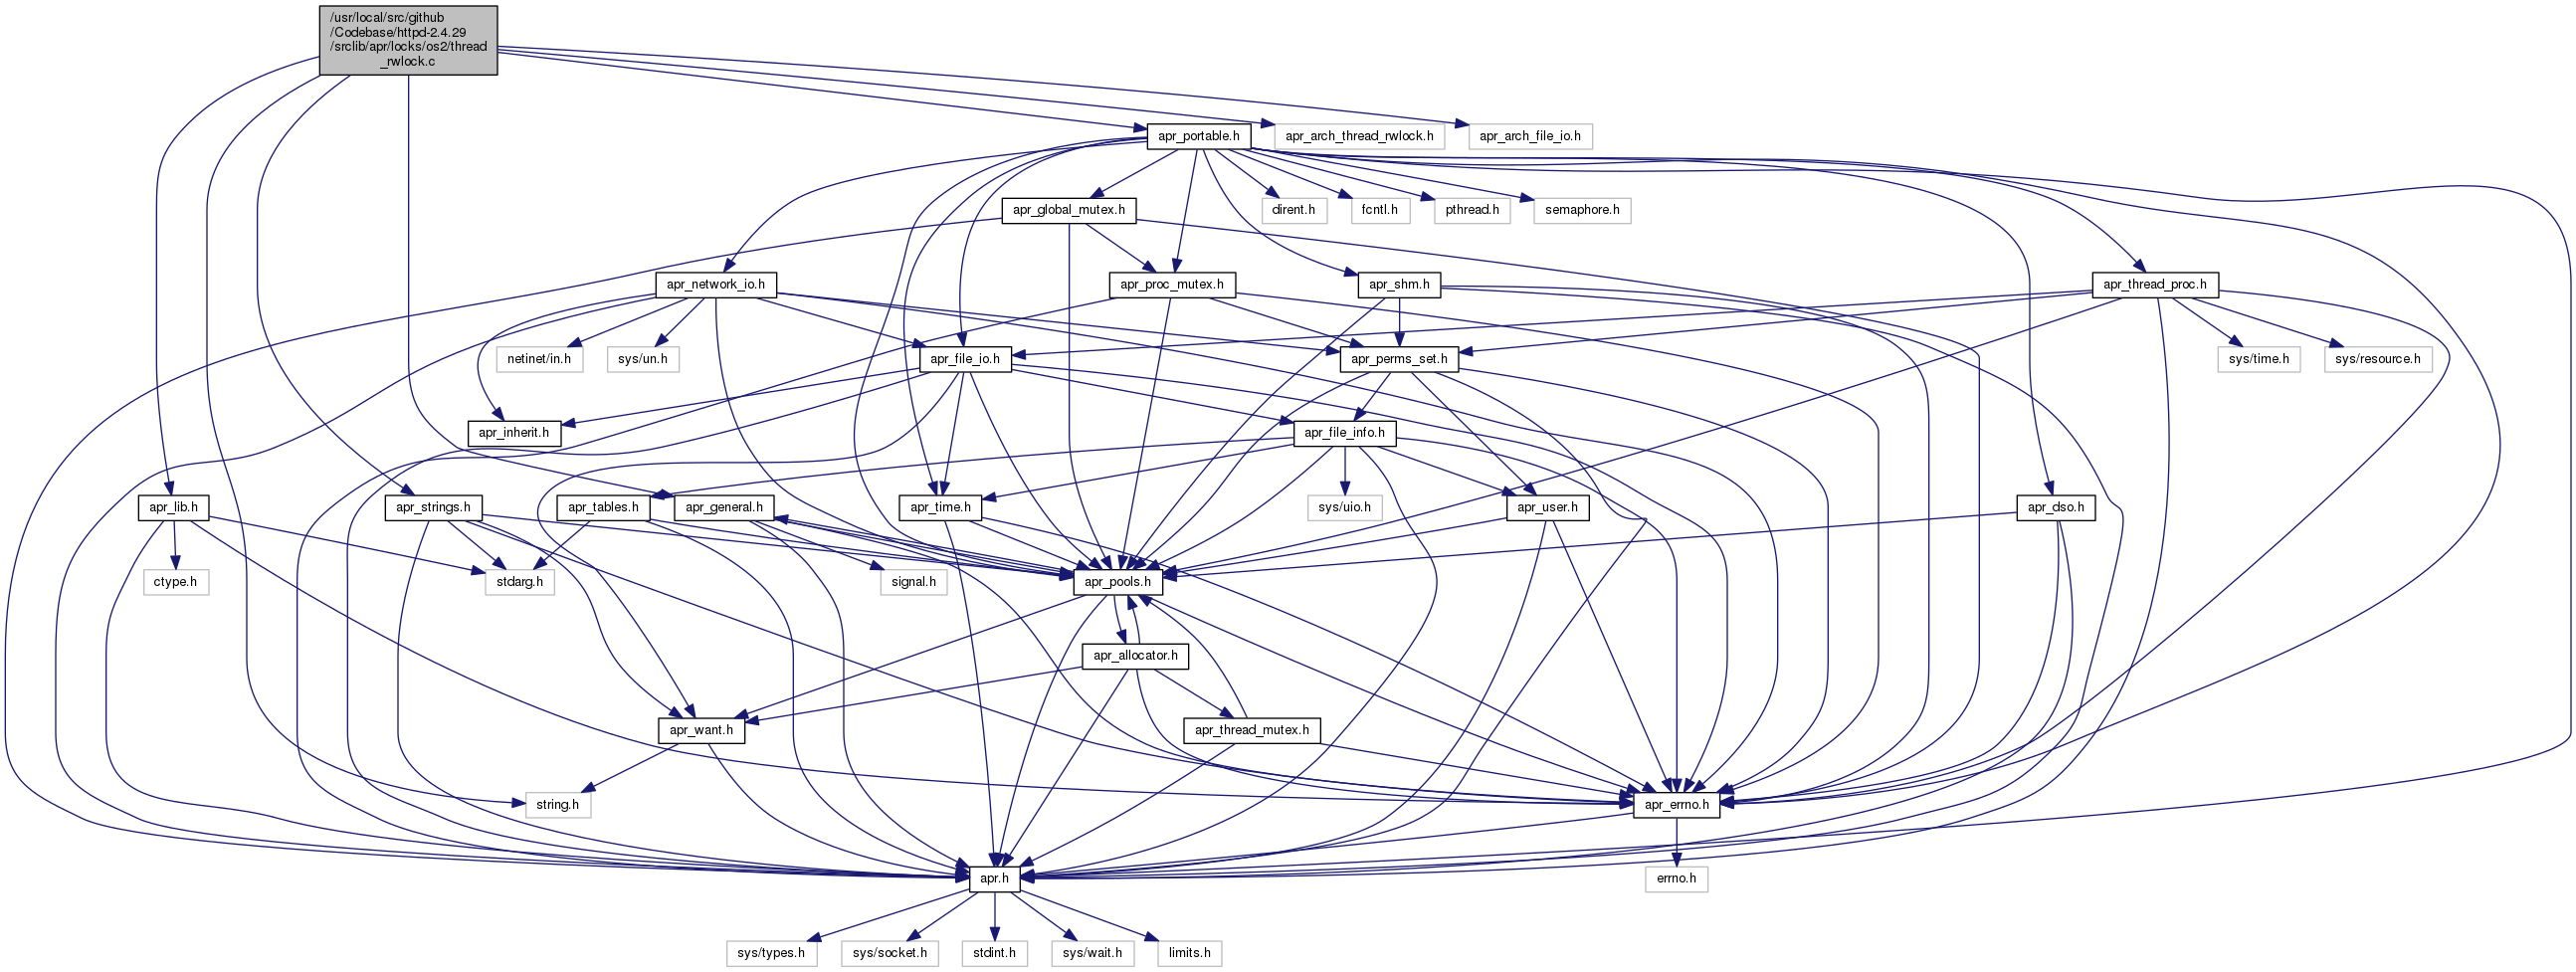 /usr/local/src/github
/Codebase/httpd-2.4.29
/srclib/apr/locks/os2/thread
_rwlock.c
apr_portable.h
apr_arch_thread_rwlock.h
apr_arch_file_io.h
apr_global_mutex.h
dirent.h
fcntl.h
pthread.h
semaphore.h
apr_network_io.h
apr_proc_mutex.h
apr_shm.h
apr_thread_proc.h
netinet/in.h
sys/un.h
apr_file_io.h
apr_perms_set.h
sys/time.h
sys/resource.h
apr_inherit.h
apr_file_info.h
apr_lib.h
apr_strings.h
apr_tables.h
apr_general.h
apr_time.h
sys/uio.h
apr_user.h
apr_dso.h
ctype.h
stdarg.h
signal.h
apr_pools.h
apr_allocator.h
apr_want.h
apr_thread_mutex.h
string.h
apr_errno.h
apr.h
errno.h
sys/types.h
sys/socket.h
stdint.h
sys/wait.h
limits.h